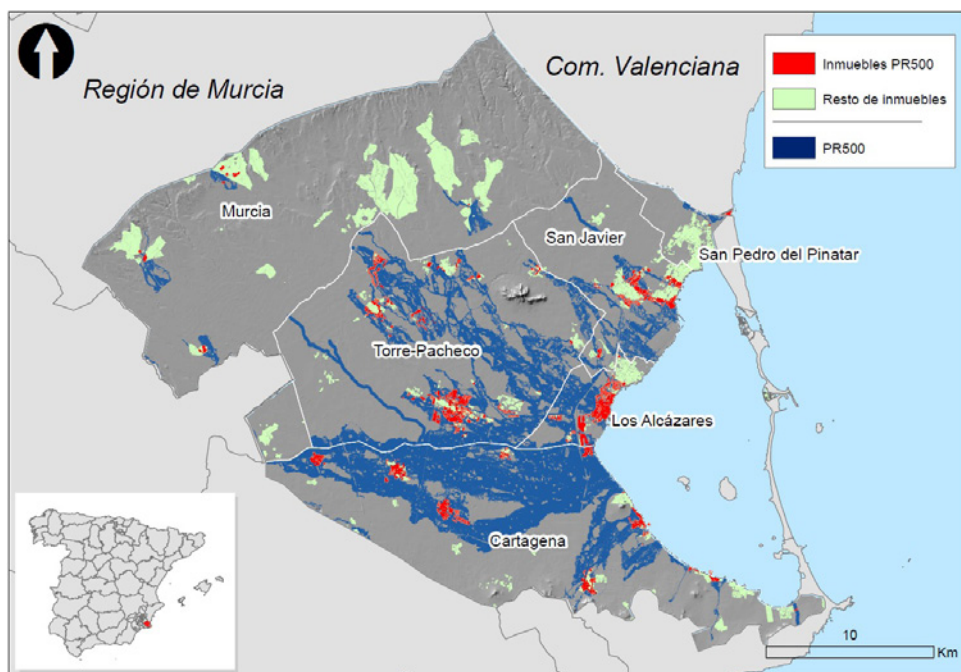 Región de Murcia
Com. Valenciana
Inmuebles PR500
Resto de inmuebles
PR500
Murcia
San Javier
San Pedro del Pinatar
Torre-Pacheco
Los Alcázares
Cartagena
10
Km